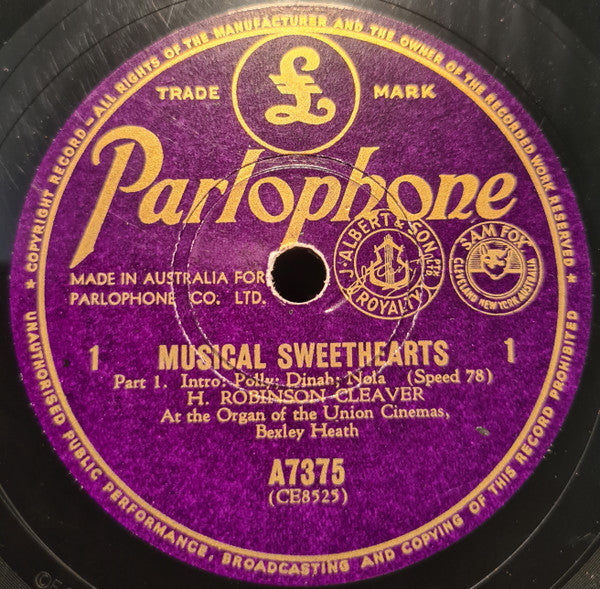 COPYRIGHT RECORD – ALL RIGHTS OF THE MANUFACTURER AND THE OWNER OF THE RECORDED WORK RESERVED
UNAUTHORISED PUBLIC PERFORMANCE, BROADCASTING AND COPYING OF THIS RECORD PROHIBITED
£
TRADE MARK
Parlophone
MADE IN AUSTRALIA FOR
PARLOPHONE CO. LTD.
J. ALBERT & SON PTY LTD
ROYALTY
SAM FOX
CLEVELAND NEW YORK AUSTRALIA
1 MUSICAL SWEETHEARTS 1
Part 1. Intro: Polly; Dinah; Nola (Speed 78)
H. ROBINSON CLEAVER
At the Organ of the Union Cinemas,
Bexley Heath
A7375
(CE8525)